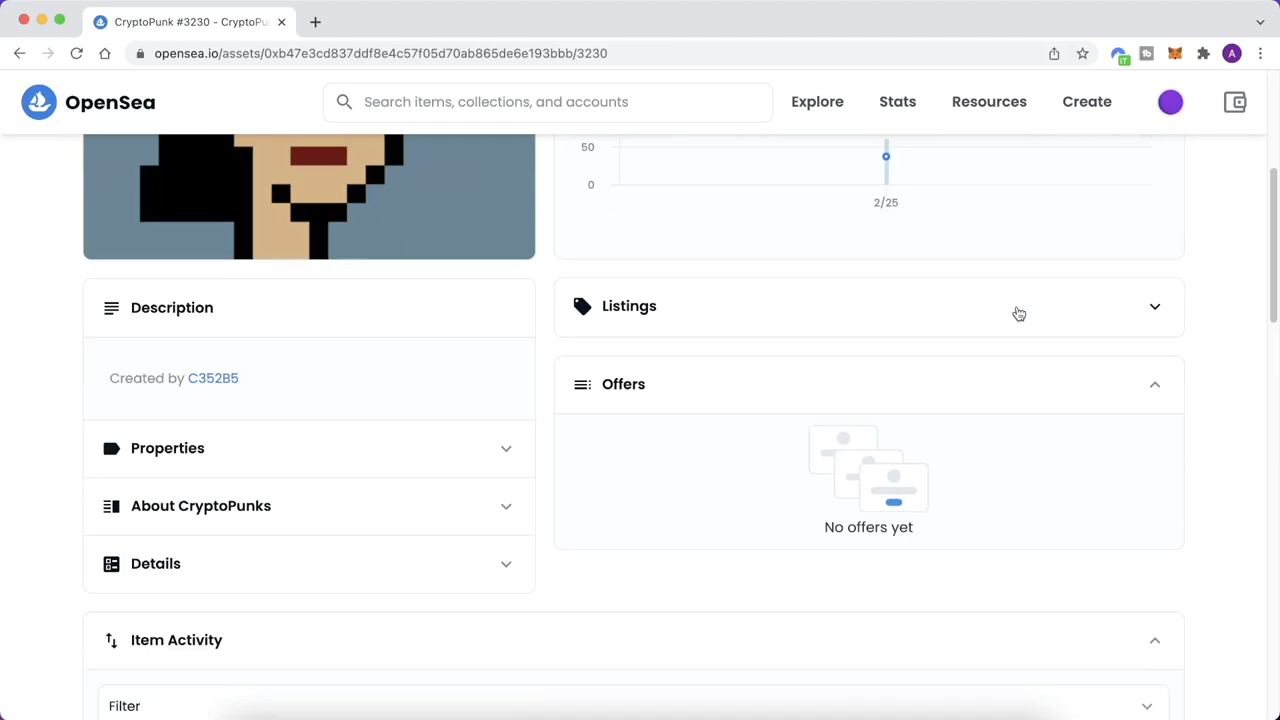 CryptoPunk #3230 - CryptoPu
opensea.io/assets/0xb47e3cd837ddf8e4c57f05d70ab865de6e193bbb/3230
IT
tb
A
OpenSea
Search items, collections, and accounts
Explore
Stats
Resources
Create
50
0
2/25
Description
Listings
Created by C352B5
Offers
Properties
About CryptoPunks
No offers yet
Details
Item Activity
Filter